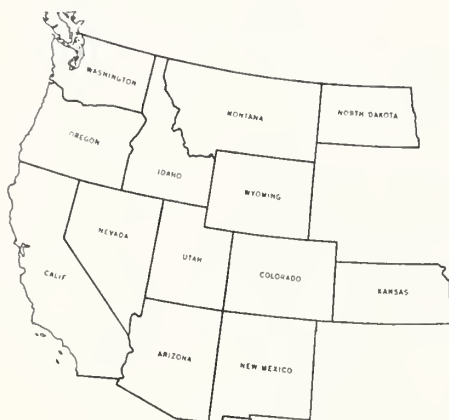 WASHINGTON
MONTANA
NORTH DAKOTA
OREGON
IDAHO
WYOMING
NEVADA
UTAH
COLORADO
CALIF
KANSAS
ARIZONA
NEW MEXICO